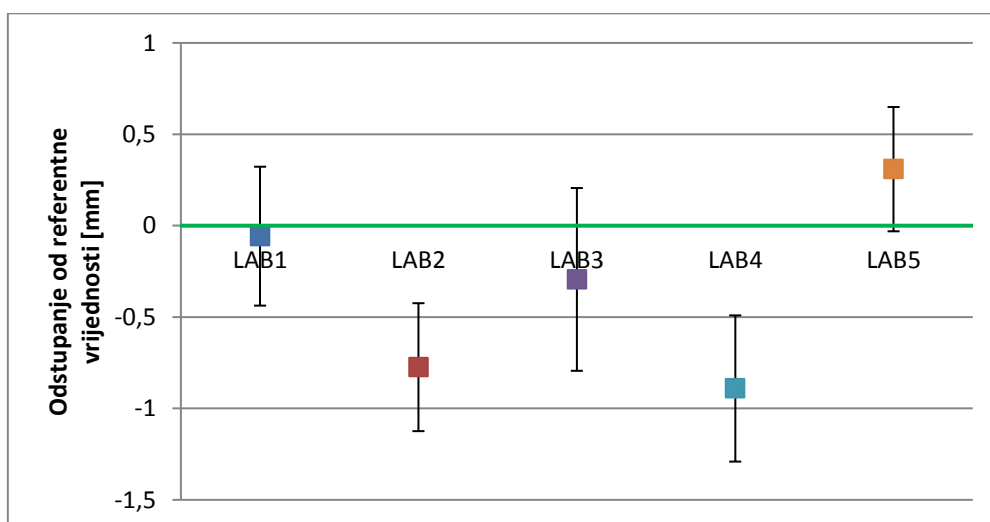 Odstupanje od referentne
vrijednosti [mm]
1
0,5
0
-0,5
-1
-1,5
LAB1 LAB2 LAB3 LAB4 LAB5